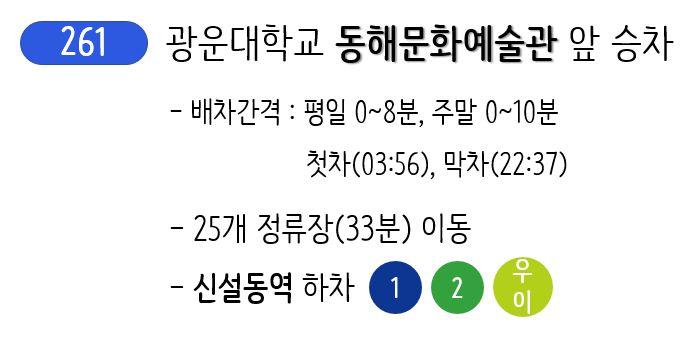 261 광운대학교 동해문화예술관 앞 승차
- 배차간격 : 평일 0~8분, 주말 0~10분
첫차(03:56), 막차(22:37)
- 25개 정류장(33분) 이동
- 신설동역 하차 1 2 우이